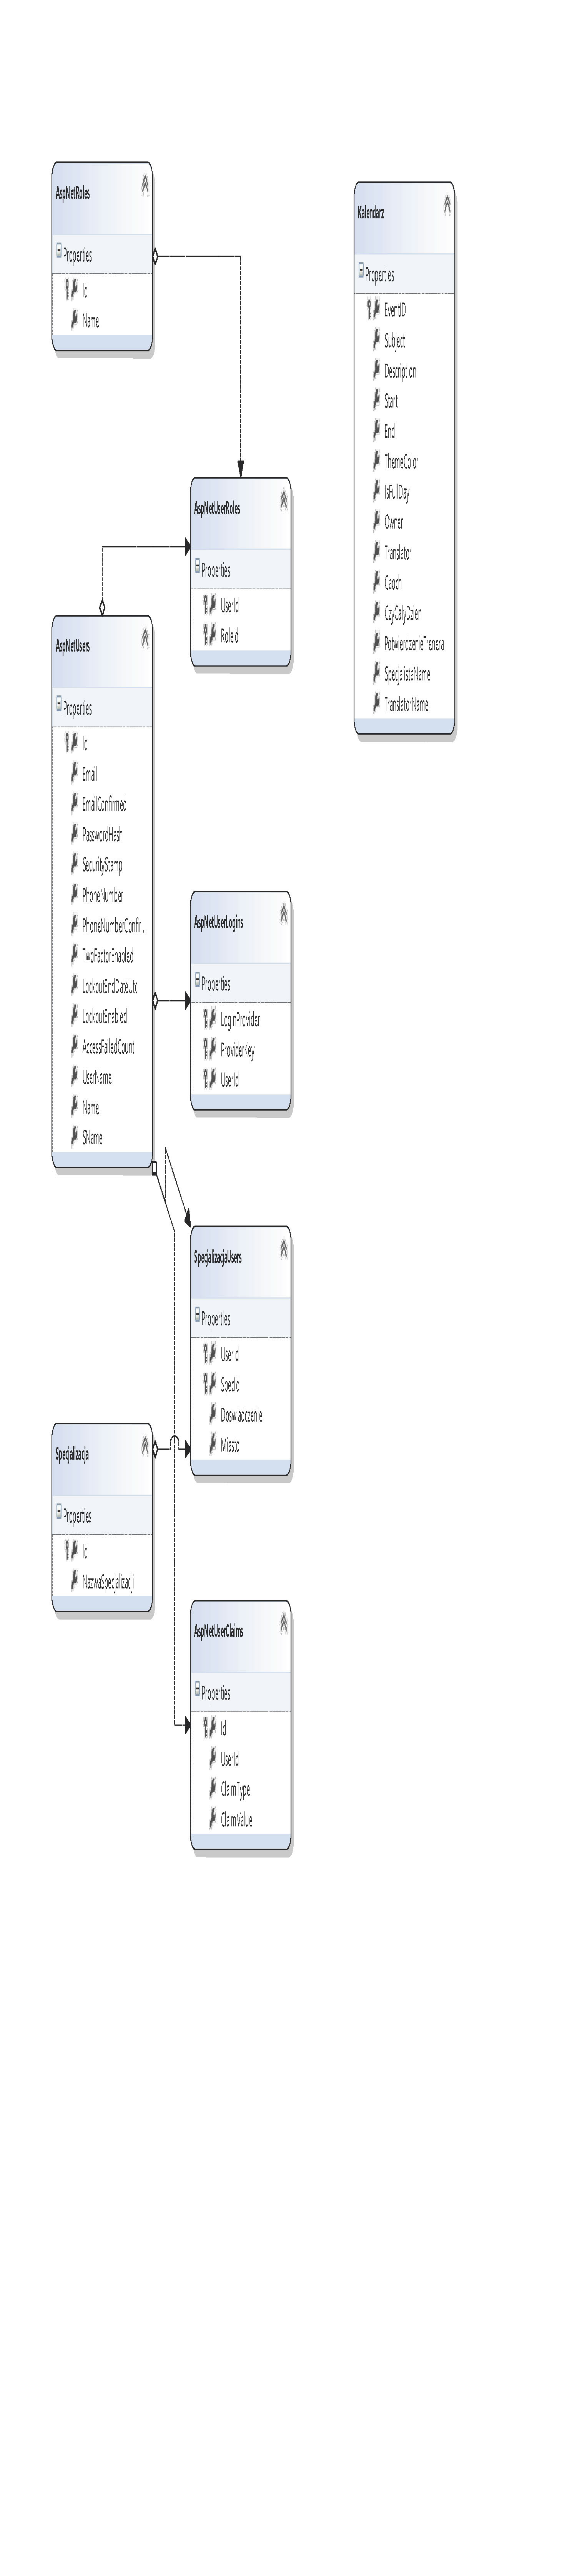 AspNetRoles
Properties
Id
Name
Kalendarz
Properties
EventID
Subject
Description
Start
End
ThemeColor
IsFullDay
Owner
Translator
Caoch
CzyCalyDzien
PotwierdzenieTrenera
SpecjalistaName
TranslatorName
AspNetUserRoles
Properties
UserId
RoleId
AspNetUsers
Properties
Id
Email
EmailConfirmed
PasswordHash
SecurityStamp
PhoneNumber
PhoneNumberConfir...
TwoFactorEnabled
LockoutEndDateUtc
LockoutEnabled
AccessFailedCount
UserName
Name
SName
AspNetUserLogins
Properties
LoginProvider
ProviderKey
UserId
SpecjalizacjaUsers
Properties
UserId
SpecId
Doswiadczenie
Miasto
Specjalizacja
Properties
Id
NazwaSpecjalizacji
AspNetUserClaims
Properties
Id
UserId
ClaimType
ClaimValue